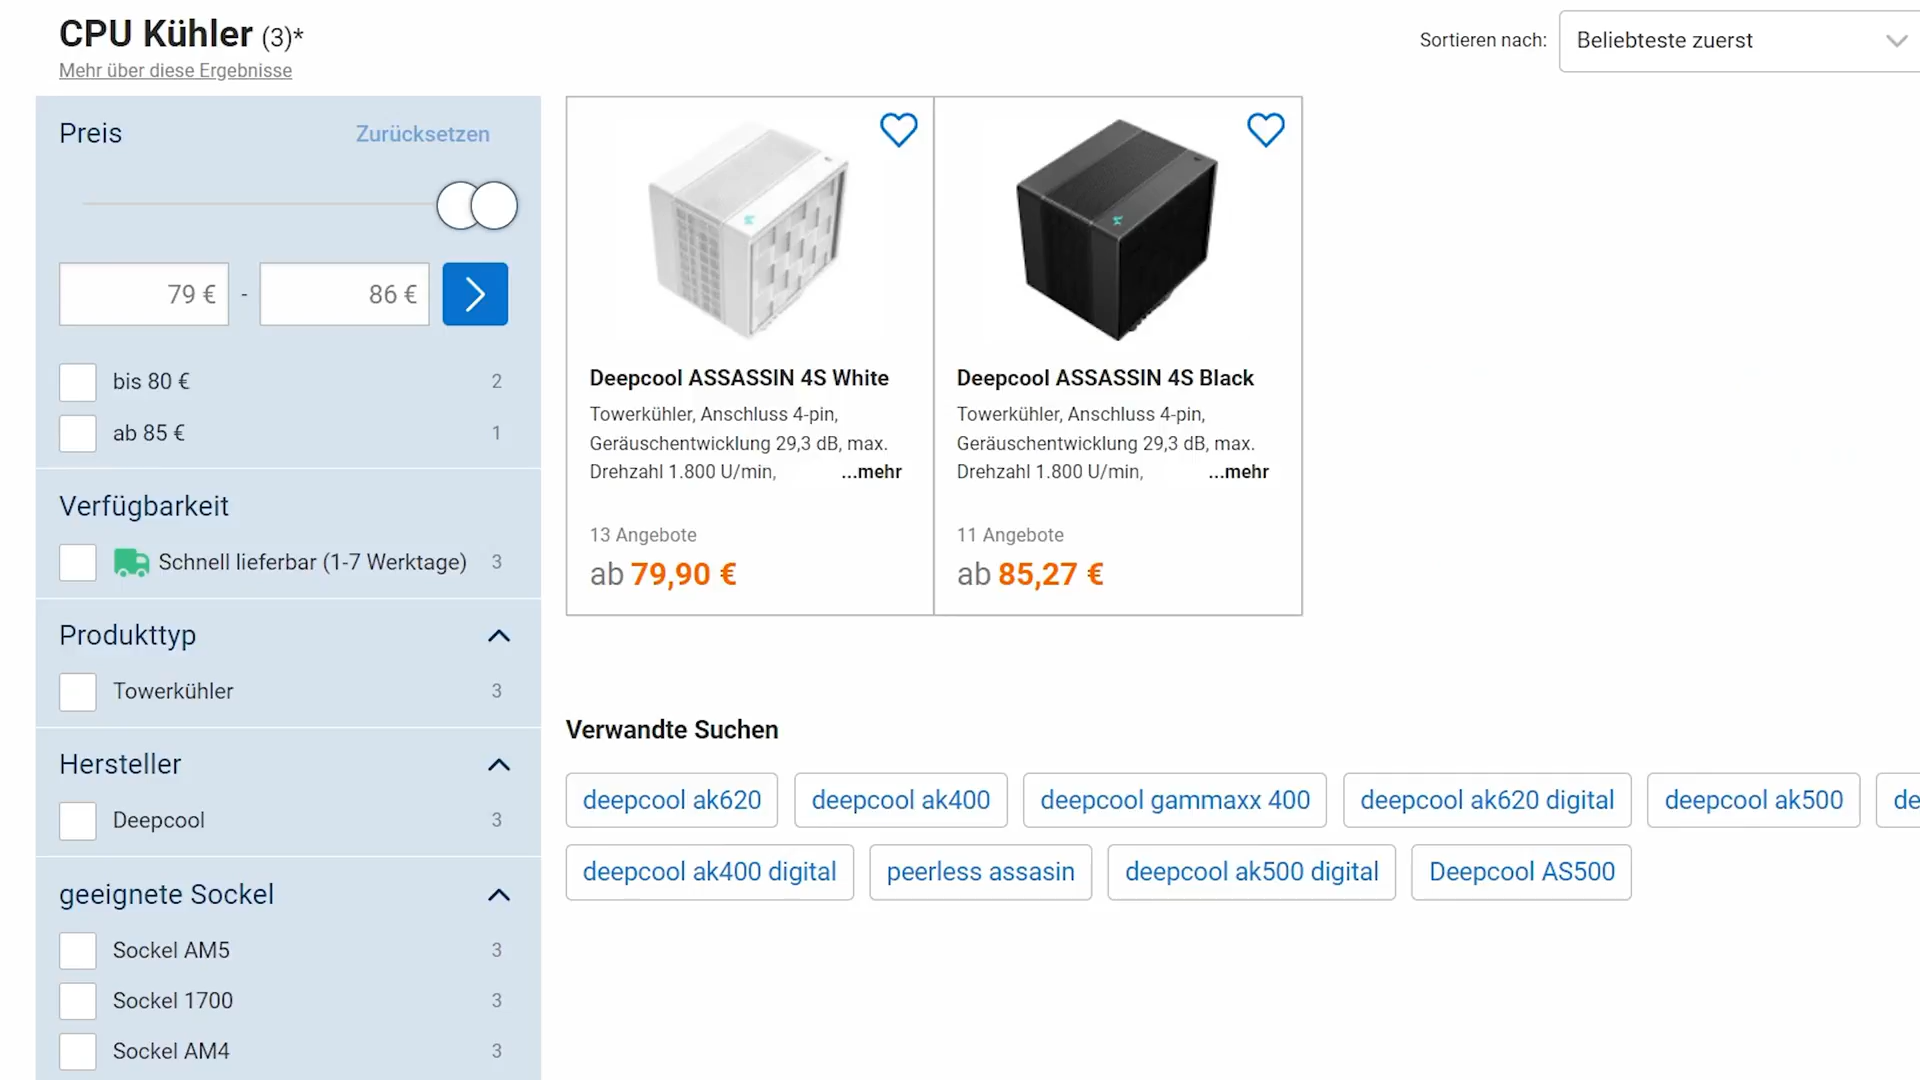 CPU Kühler (3)*
Mehr über diese Ergebnisse
Sortieren nach:
Beliebteste zuerst
Preis
Zurücksetzen
79 € - 86 €
bis 80 € 2
ab 85 € 1
Verfügbarkeit
Schnell lieferbar (1-7 Werktage) 3
Produkttyp
Towerkühler 3
Hersteller
Deepcool 3
geeignete Sockel
Sockel AM5 3
Sockel 1700 3
Sockel AM4 3
Deepcool ASSASSIN 4S White
Towerkühler, Anschluss 4-pin,
Geräuschentwicklung 29,3 dB, max.
Drehzahl 1.800 U/min, ...mehr
13 Angebote
ab 79,90 €
Deepcool ASSASSIN 4S Black
Towerkühler, Anschluss 4-pin,
Geräuschentwicklung 29,3 dB, max.
Drehzahl 1.800 U/min, ...mehr
11 Angebote
ab 85,27 €
Verwandte Suchen
deepcool ak620
deepcool ak400
deepcool gammaxx 400
deepcool ak620 digital
deepcool ak500
de
deepcool ak400 digital
peerless assasin
deepcool ak500 digital
Deepcool AS500